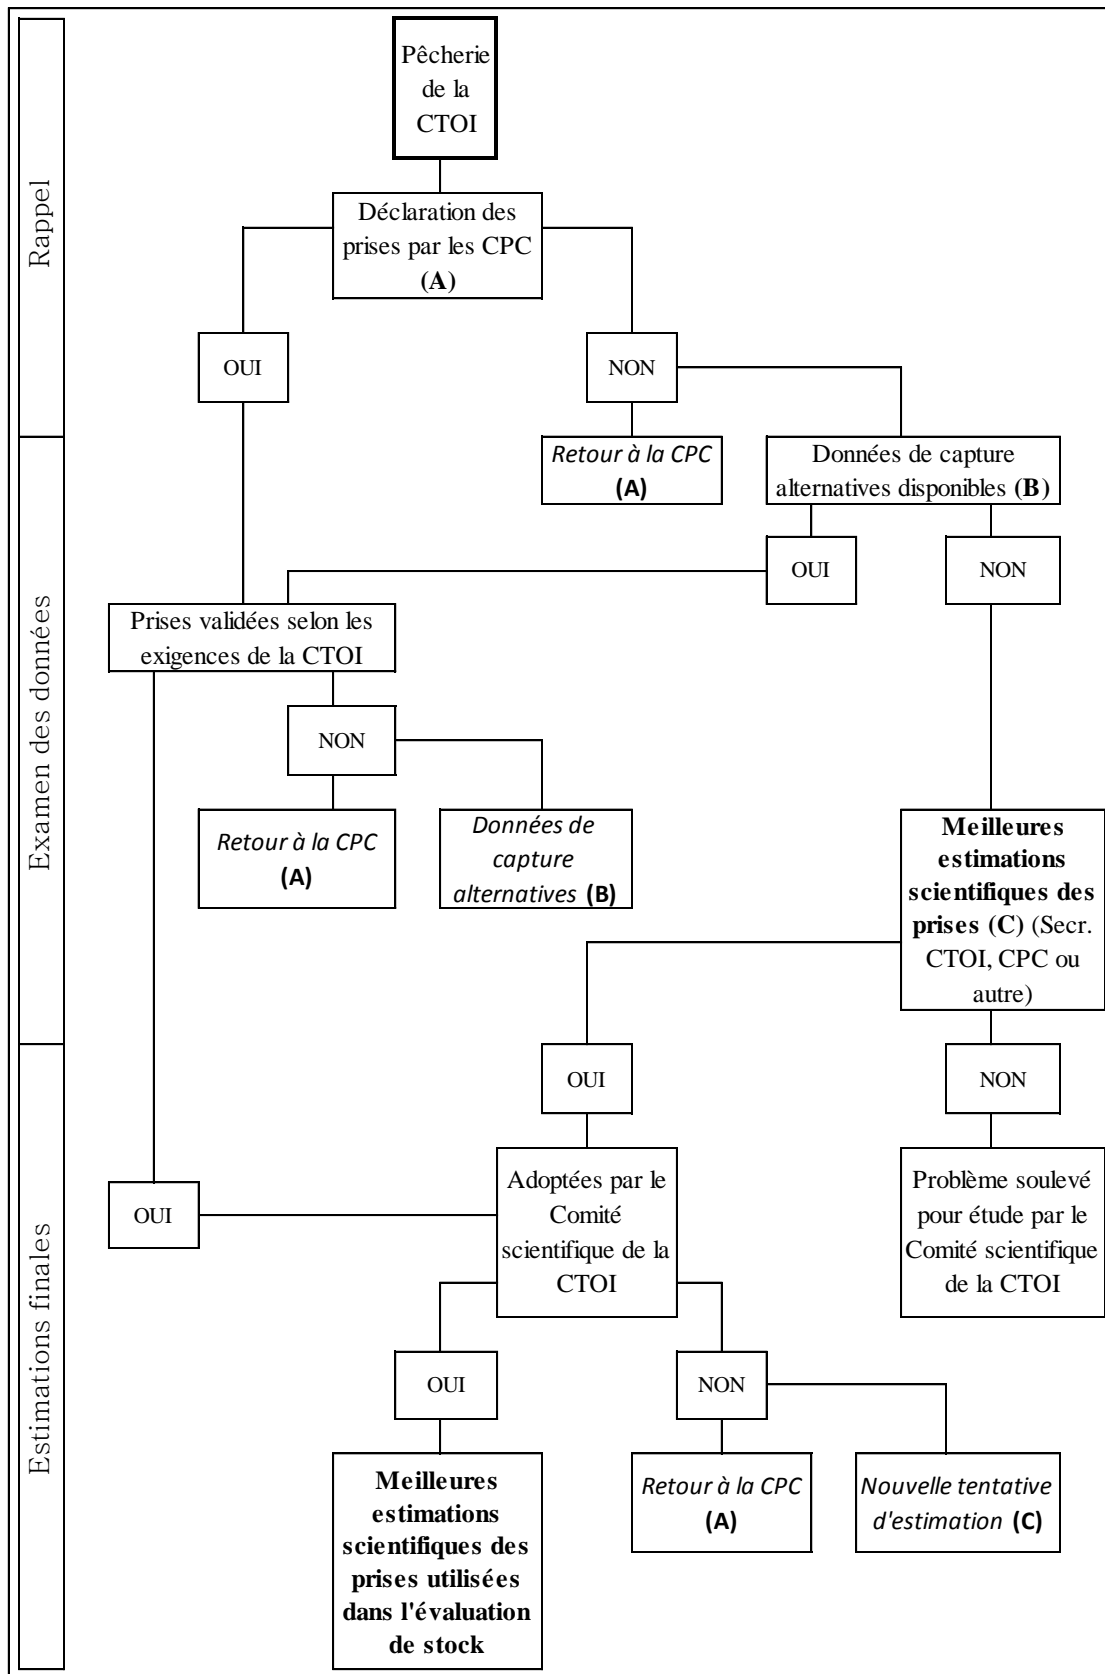 Rappel
Pêcherie
de la
CTOI
Déclaration des
prises par les CPC
(A)
OUI
NON
Examen des données
Retour à la CPC
(A)
Données de capture
alternatives disponibles (B)
OUI
NON
Prises validées selon les
exigences de la CTOI
NON
Retour à la CPC
(A)
Données de
capture
alternatives (B)
Meilleures
estimations
scientifiques des
prises (C) (Secr.
CTOI, CPC ou
autre)
Estimations finales
OUI
NON
OUI
Adoptées par le
Comité
scientifique de la
CTOI
Problème soulevé
pour étude par le
Comité scientifique
de la CTOI
OUI
NON
Meilleures
estimations
scientifiques des
prises utilisées
dans l'évaluation
de stock
Retour à la CPC
(A)
Nouvelle tentative
d'estimation (C)